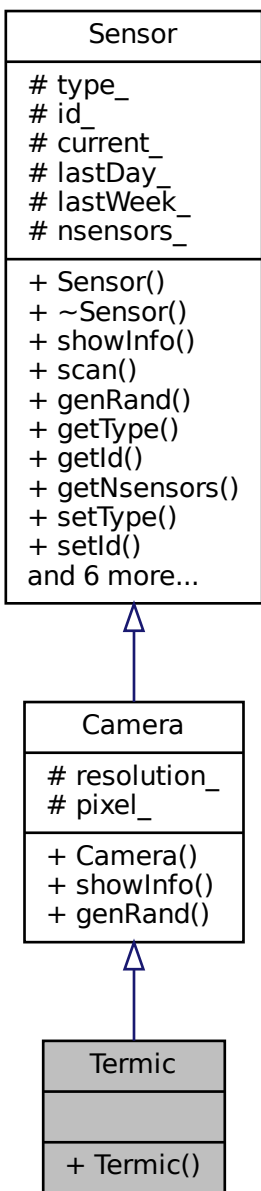 Sensor
# type_
# id_
# current_
# lastDay_
# lastWeek_
# nsensors_
+ Sensor()
+ ~Sensor()
+ showInfo()
+ scan()
+ genRand()
+ getType()
+ getId()
+ getNsensors()
+ setType()
+ setId()
and 6 more...
Camera
# resolution_
# pixel_
+ Camera()
+ showInfo()
+ genRand()
Termic
+ Termic()